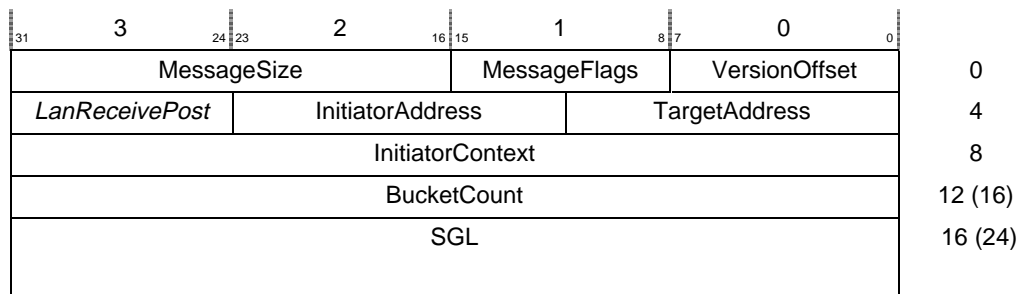 3 2 1 0
31 24 23 16 15 8 7 0
MessageSize MessageFlags VersionOffset 0
LanReceivePost InitiatorAddress TargetAddress 4
InitiatorContext 8
BucketCount 12 (16)
SGL 16 (24)